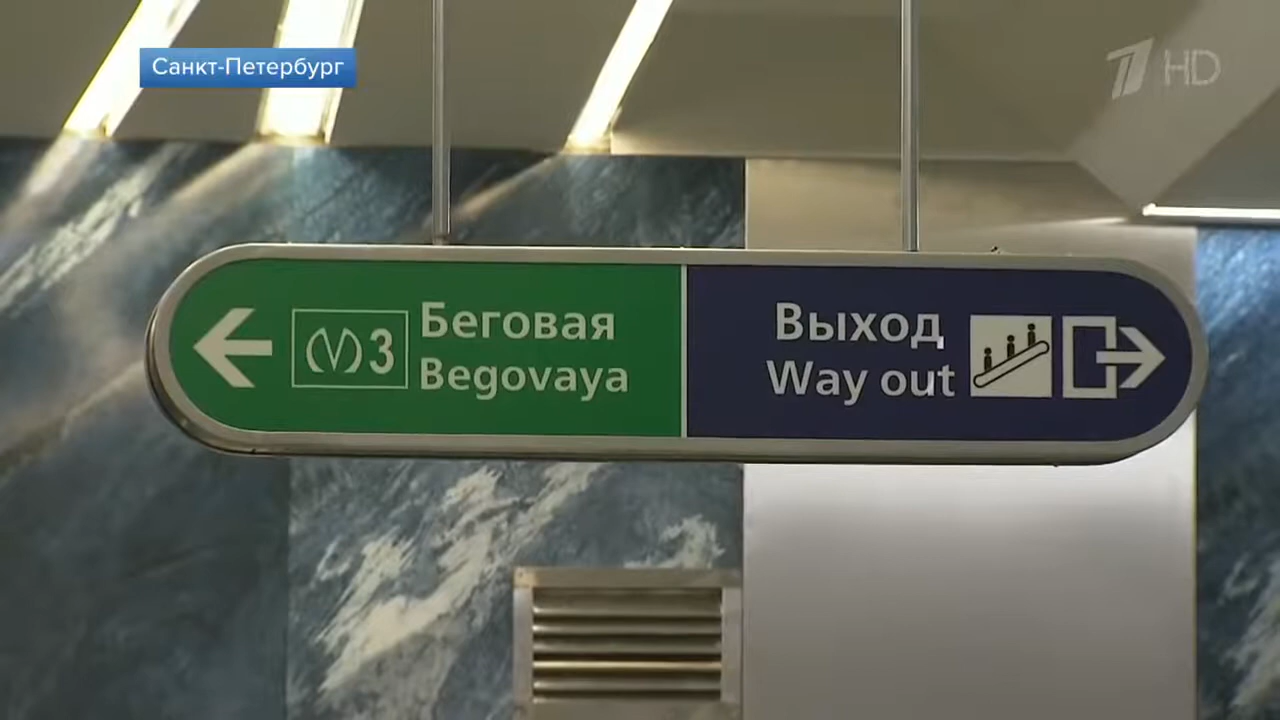 Санкт-Петербург
1 HD
M 3
Беговая
Begovaya
Выход
Way out